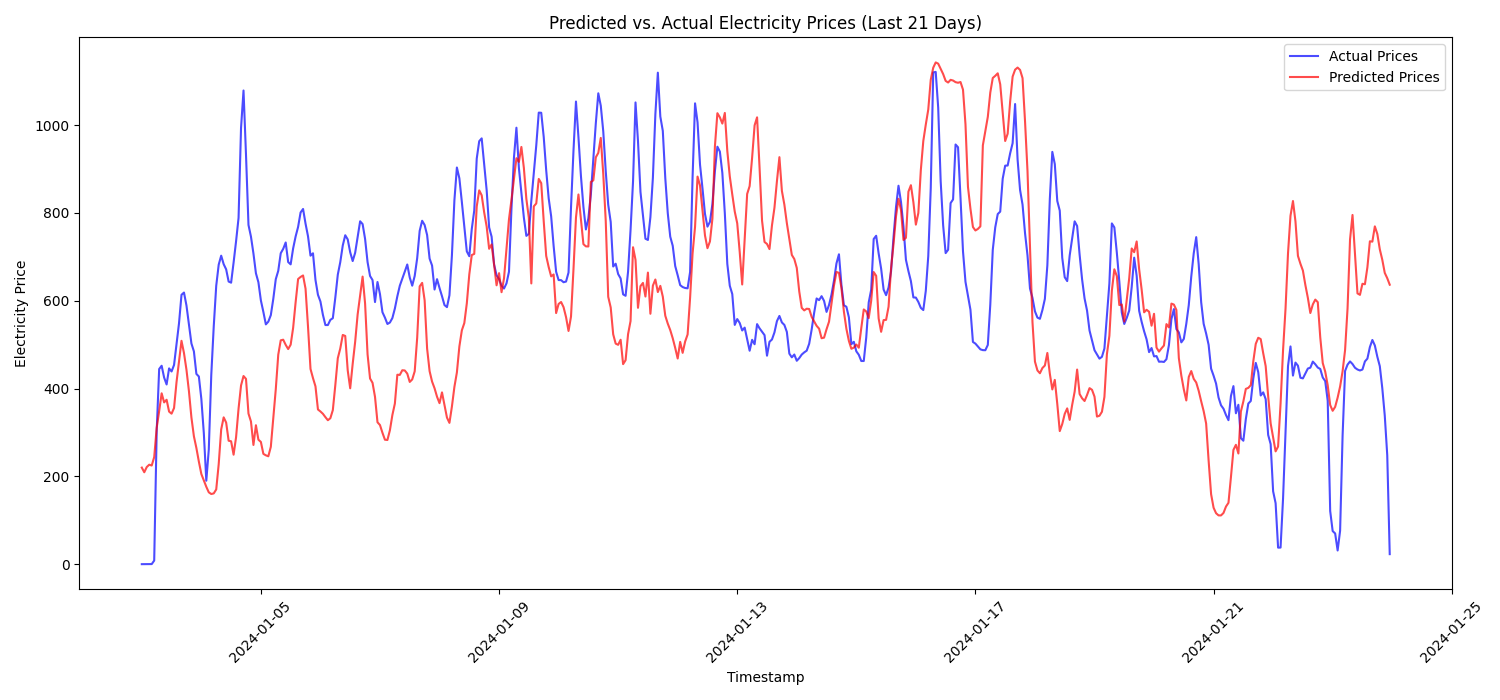 Predicted vs. Actual Electricity Prices (Last 21 Days)
Actual Prices
Predicted Prices
Electricity Price
1000
800
600
400
200
0
2024-01-05
2024-01-09
2024-01-13
2024-01-17
2024-01-21
2024-01-25
Timestamp